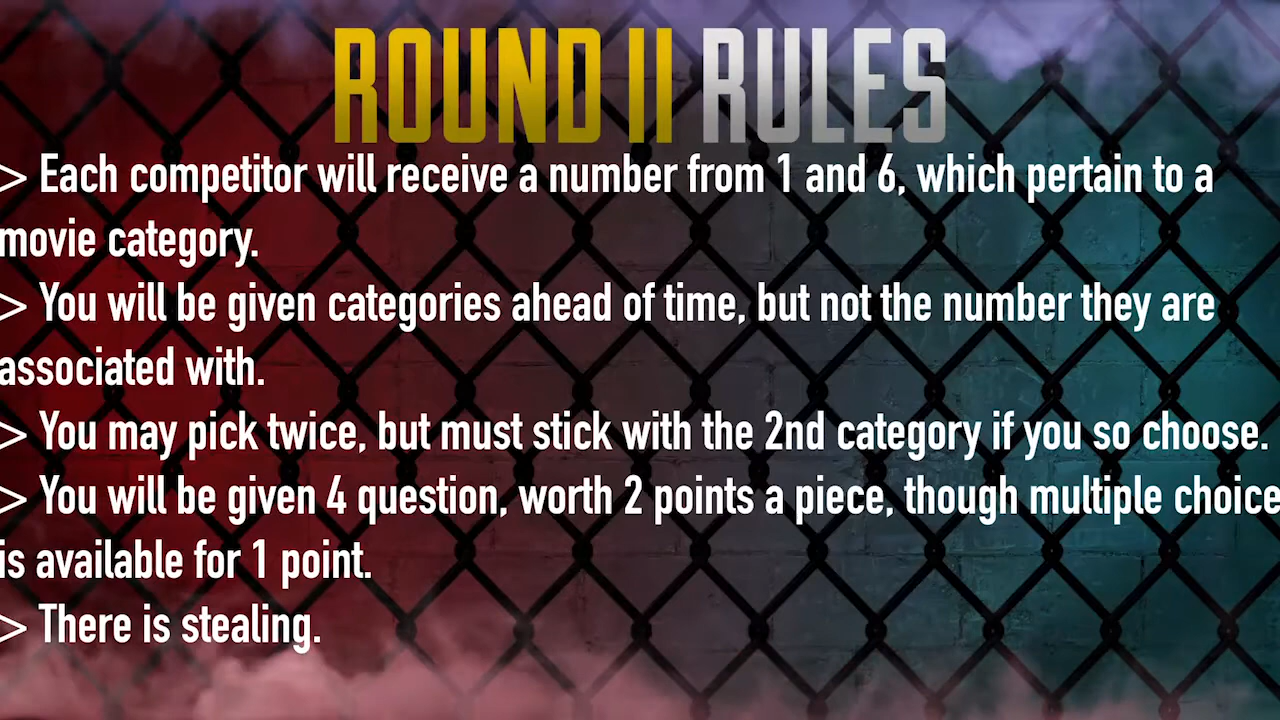 ROUND II RULES
> Each competitor will receive a number from 1 and 6, which pertain to a
movie category.
> You will be given categories ahead of time, but not the number they are
associated with.
> You may pick twice, but must stick with the 2nd category if you so choose.
> You will be given 4 question, worth 2 points a piece, though multiple choice
is available for 1 point.
> There is stealing.